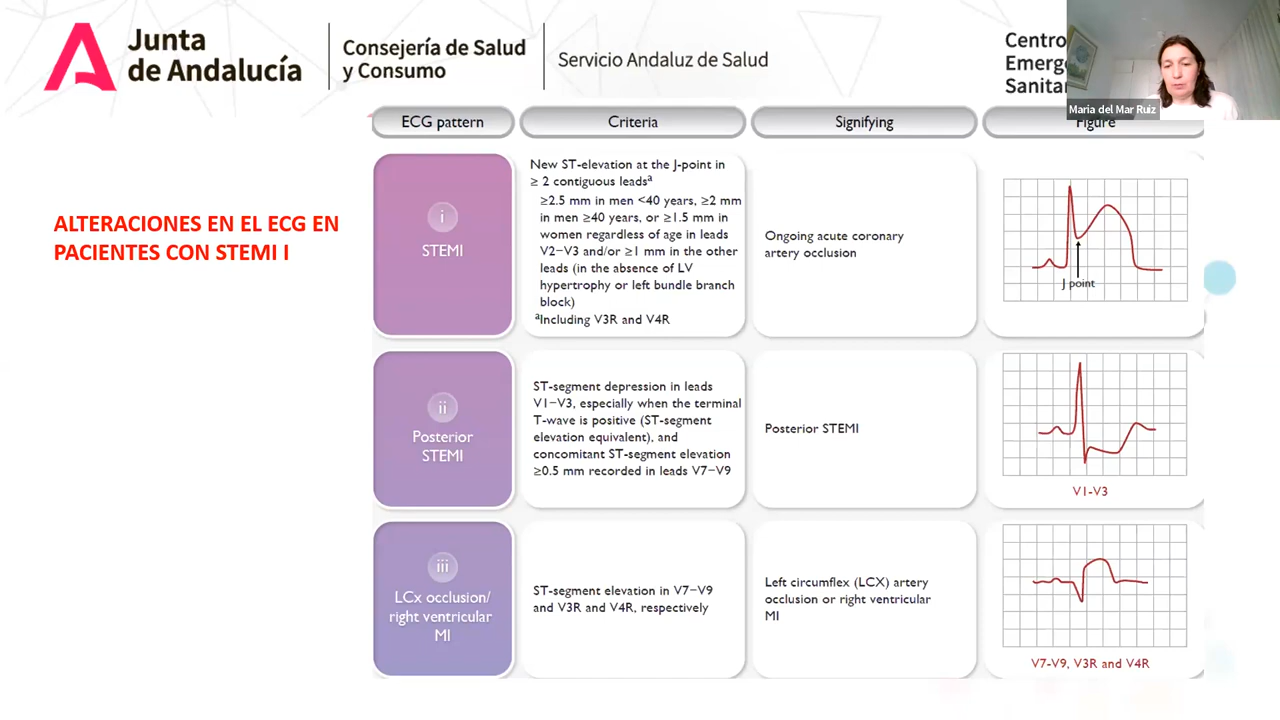 Junta
de Andalucía
Consejería de Salud
y Consumo
Servicio Andaluz de Salud
Centro
Emerg
Sanita
Maria del Mar Ruiz
ALTERACIONES EN EL ECG EN
PACIENTES CON STEMI I
ECG pattern
Criteria
Signifying
Figure
i
STEMI
New ST-elevation at the J-point in
≥ 2 contiguous leadsᵃ
≥2.5 mm in men <40 years, ≥2 mm
in men ≥40 years, or ≥1.5 mm in
women regardless of age in leads
V2–V3 and/or ≥1 mm in the other
leads (in the absence of LV
hypertrophy or left bundle branch
block)
ᵃIncluding V3R and V4R
Ongoing acute coronary
artery occlusion
J point
ii
Posterior
STEMI
ST-segment depression in leads
V1–V3, especially when the terminal
T-wave is positive (ST-segment
elevation equivalent), and
concomitant ST-segment elevation
≥0.5 mm recorded in leads V7–V9
Posterior STEMI
V1-V3
iii
LCx occlusion/
right ventricular
MI
ST-segment elevation in V7–V9
and V3R and V4R, respectively
Left circumflex (LCX) artery
occlusion or right ventricular
MI
V7-V9, V3R and V4R